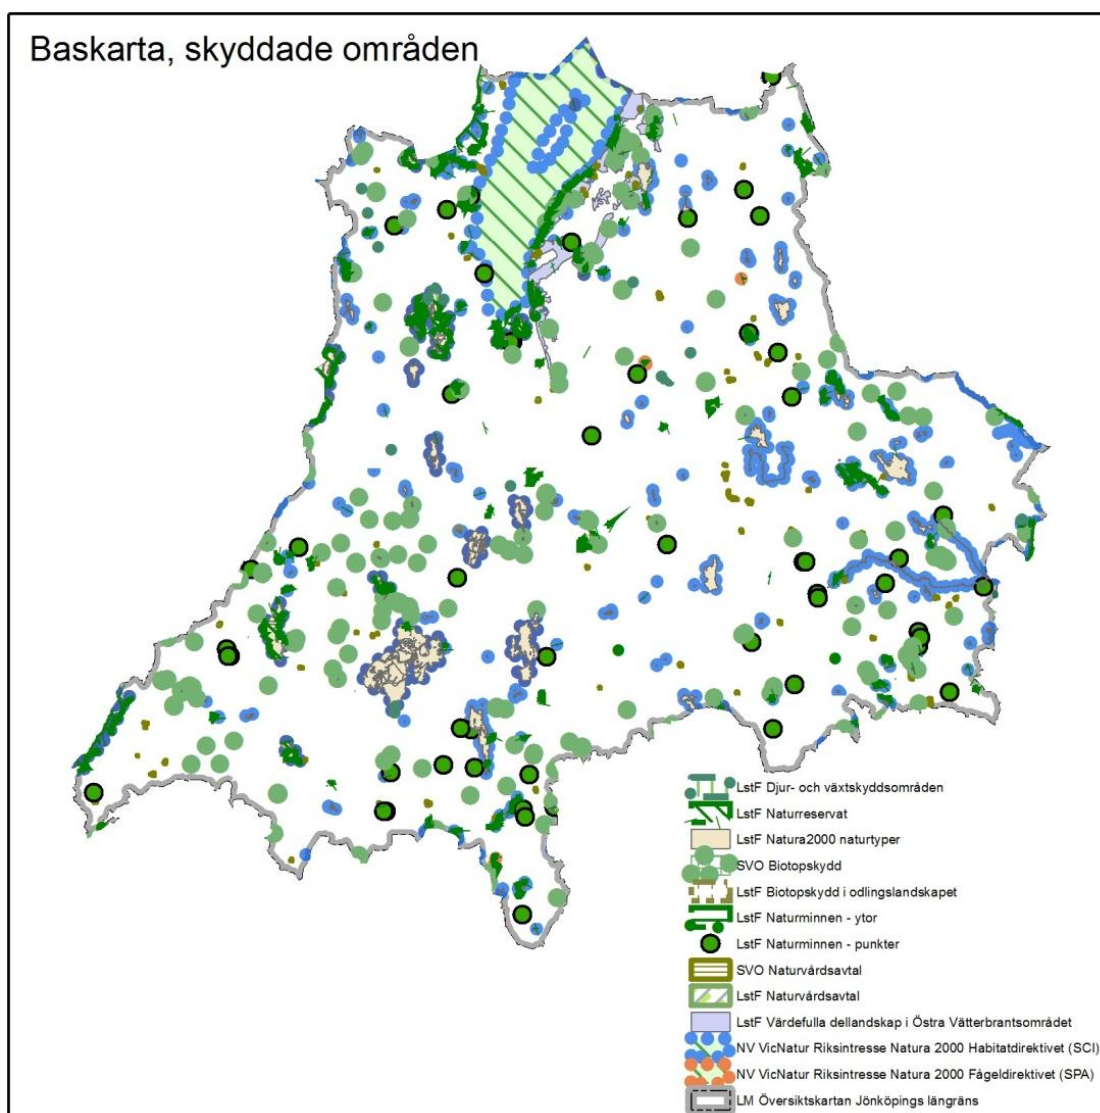 Baskarta, skyddade områden
LstF Djur- och växtskyddsområden
LstF Naturreservat
LstF Natura2000 naturtyper
SVO Biotopskydd
LstF Biotopskydd i odlingslandskapet
LstF Naturminnen - ytor
LstF Naturminnen - punkter
SVO Naturvårdsavtal
LstF Naturvårdsavtal
LstF Värdefulla dellandskap i Östra Vätterbrantsområdet
NV VicNatur Riksintresse Natura 2000 Habitatdirektivet (SCI)
NV VicNatur Riksintresse Natura 2000 Fågeldirektivet (SPA)
LM Översiktskartan Jönköpings längräns